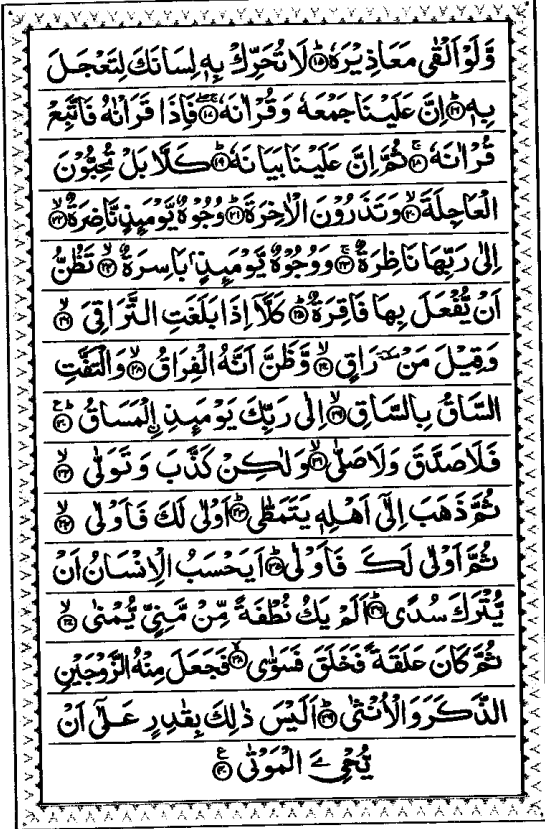 وَّلَوْ اَلْقٰى مَعَاذِيْرَهٗ ؕ﴿۱۵﴾ لَا تُحَرِّكْ بِهٖ لِسَانَكَ لِتَعْجَلَ
بِهٖ ؕ﴿۱۶﴾ اِنَّ عَلَيْنَا جَمْعَهٗ وَ قُرْاٰنَهٗ ۚۖ﴿۱۷﴾ فَاِذَا قَرَاْنٰهُ فَاتَّبِعْ
قُرْاٰنَهٗ ۚ﴿۱۸﴾ ثُمَّ اِنَّ عَلَيْنَا بَيَانَهٗ ؕ﴿۱۹﴾ كَلَّا بَلْ تُحِبُّوْنَ
الْعَاجِلَةَ ۙ﴿۲۰﴾ وَ تَذَرُوْنَ الْاٰخِرَةَ ؕ﴿۲۱﴾ وُجُوْهٌ يَّوْمَىِٕذٍ نَّاضِرَةٌ ۙ﴿۲۲﴾
اِلٰى رَبِّهَا نَاظِرَةٌ ۚ﴿۲۳﴾ وَ وُجُوْهٌ يَّوْمَىِٕذٍۭ بَاسِرَةٌ ۙ﴿۲۴﴾ تَظُنُّ
اَنْ يُّفْعَلَ بِهَا فَاقِرَةٌ ؕ﴿۲۵﴾ كَلَّاۤ اِذَا بَلَغَتِ التَّرَاقِيَ ۙ﴿۲۶﴾
وَ قِيْلَ مَنْ ٚ رَاقٍ ۙ﴿۲۷﴾ وَّ ظَنَّ اَنَّهُ الْفِرَاقُ ۙ﴿۲۸﴾ وَ الْتَفَّتِ
السَّاقُ بِالسَّاقِ ۙ﴿۲۹﴾ اِلٰى رَبِّكَ يَوْمَىِٕذِ ِ۟الْمَسَاقُ ؕ﴿۳۰﴾
فَلَا صَدَّقَ وَ لَا صَلّٰى ۙ﴿۳۱﴾ وَ لٰكِنْ كَذَّبَ وَ تَوَلّٰى ۙ﴿۳۲﴾
ثُمَّ ذَهَبَ اِلٰۤى اَهْلِهٖ يَتَمَطّٰى ؕ﴿۳۳﴾ اَوْلٰى لَكَ فَاَوْلٰى ۙ﴿۳۴﴾
ثُمَّ اَوْلٰى لَكَ فَاَوْلٰى ؕ﴿۳۵﴾ اَيَحْسَبُ الْاِنْسَانُ اَنْ
يُّتْرَكَ سُدًى ؕ﴿۳۶﴾ اَلَمْ يَكُ نُطْفَةً مِّنْ مَّنِيٍّ يُّمْنٰى ۙ﴿۳۷﴾
ثُمَّ كَانَ عَلَقَةً فَخَلَقَ فَسَوّٰى ۙ﴿۳۸﴾ فَجَعَلَ مِنْهُ الزَّوْجَيْنِ
الذَّكَرَ وَ الْاُنْثٰى ؕ﴿۳۹﴾ اَلَيْسَ ذٰلِكَ بِقٰدِرٍ عَلٰۤى اَنْ
يُّحْيِۦَ الْمَوْتٰى ﴿۴۰﴾